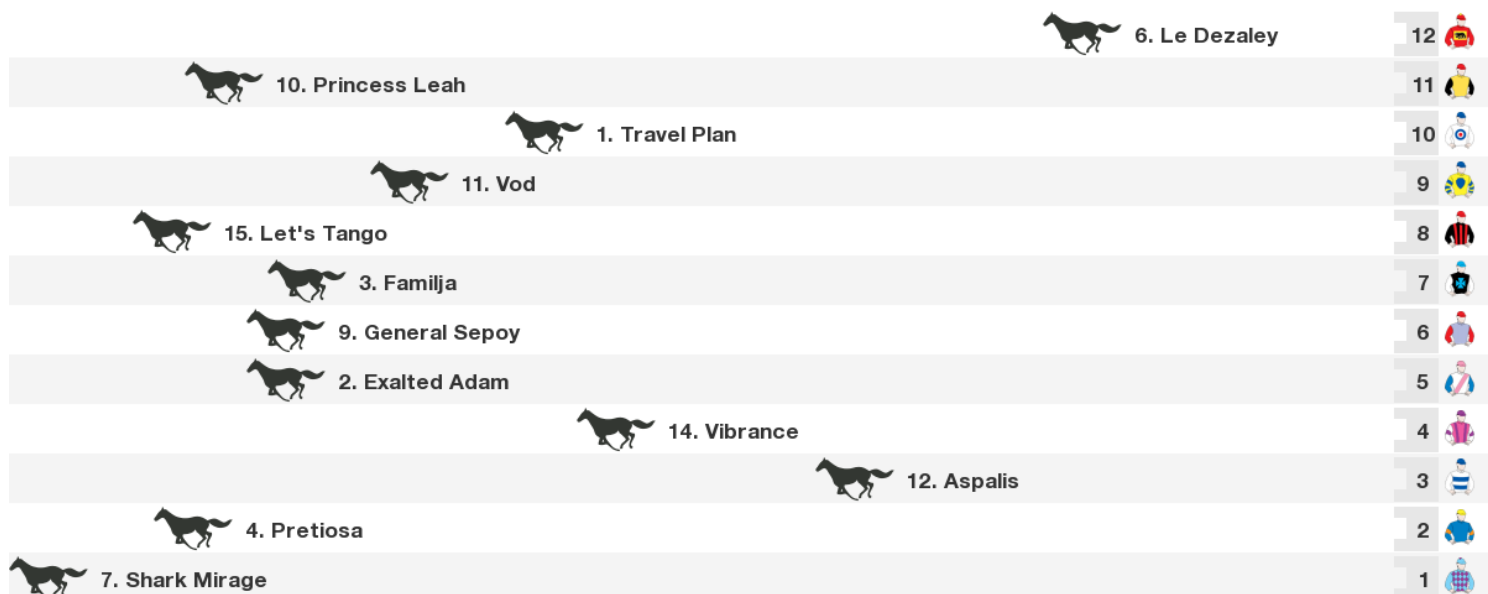 6. Le Dezaley 12
10. Princess Leah 11
1. Travel Plan 10
11. Vod 9
15. Let's Tango 8
3. Familja 7
9. General Sepoy 6
2. Exalted Adam 5
14. Vibrance 4
12. Aspalis 3
4. Pretiosa 2
7. Shark Mirage 1